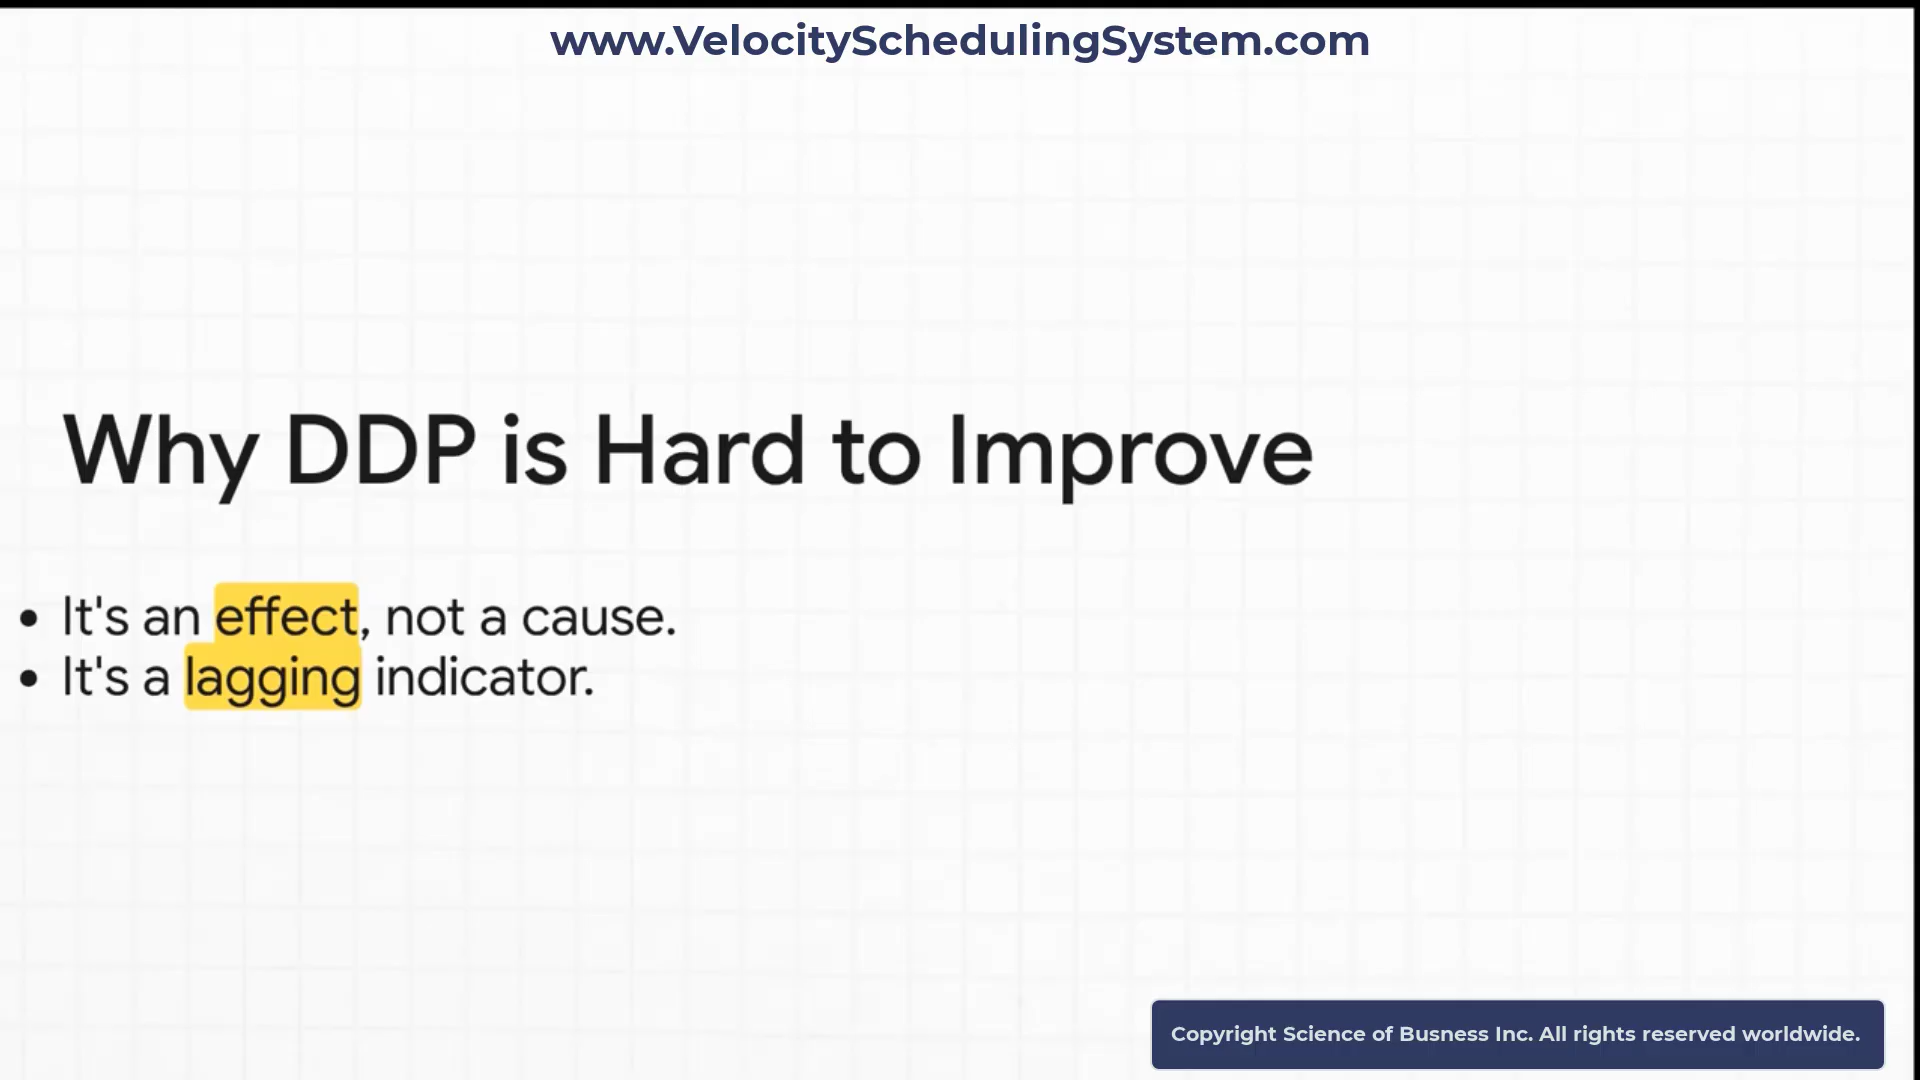 www.VelocitySchedulingSystem.com
Why DDP is Hard to Improve
• It's an effect, not a cause.
• It's a lagging indicator.
Copyright Science of Busness Inc. All rights reserved worldwide.